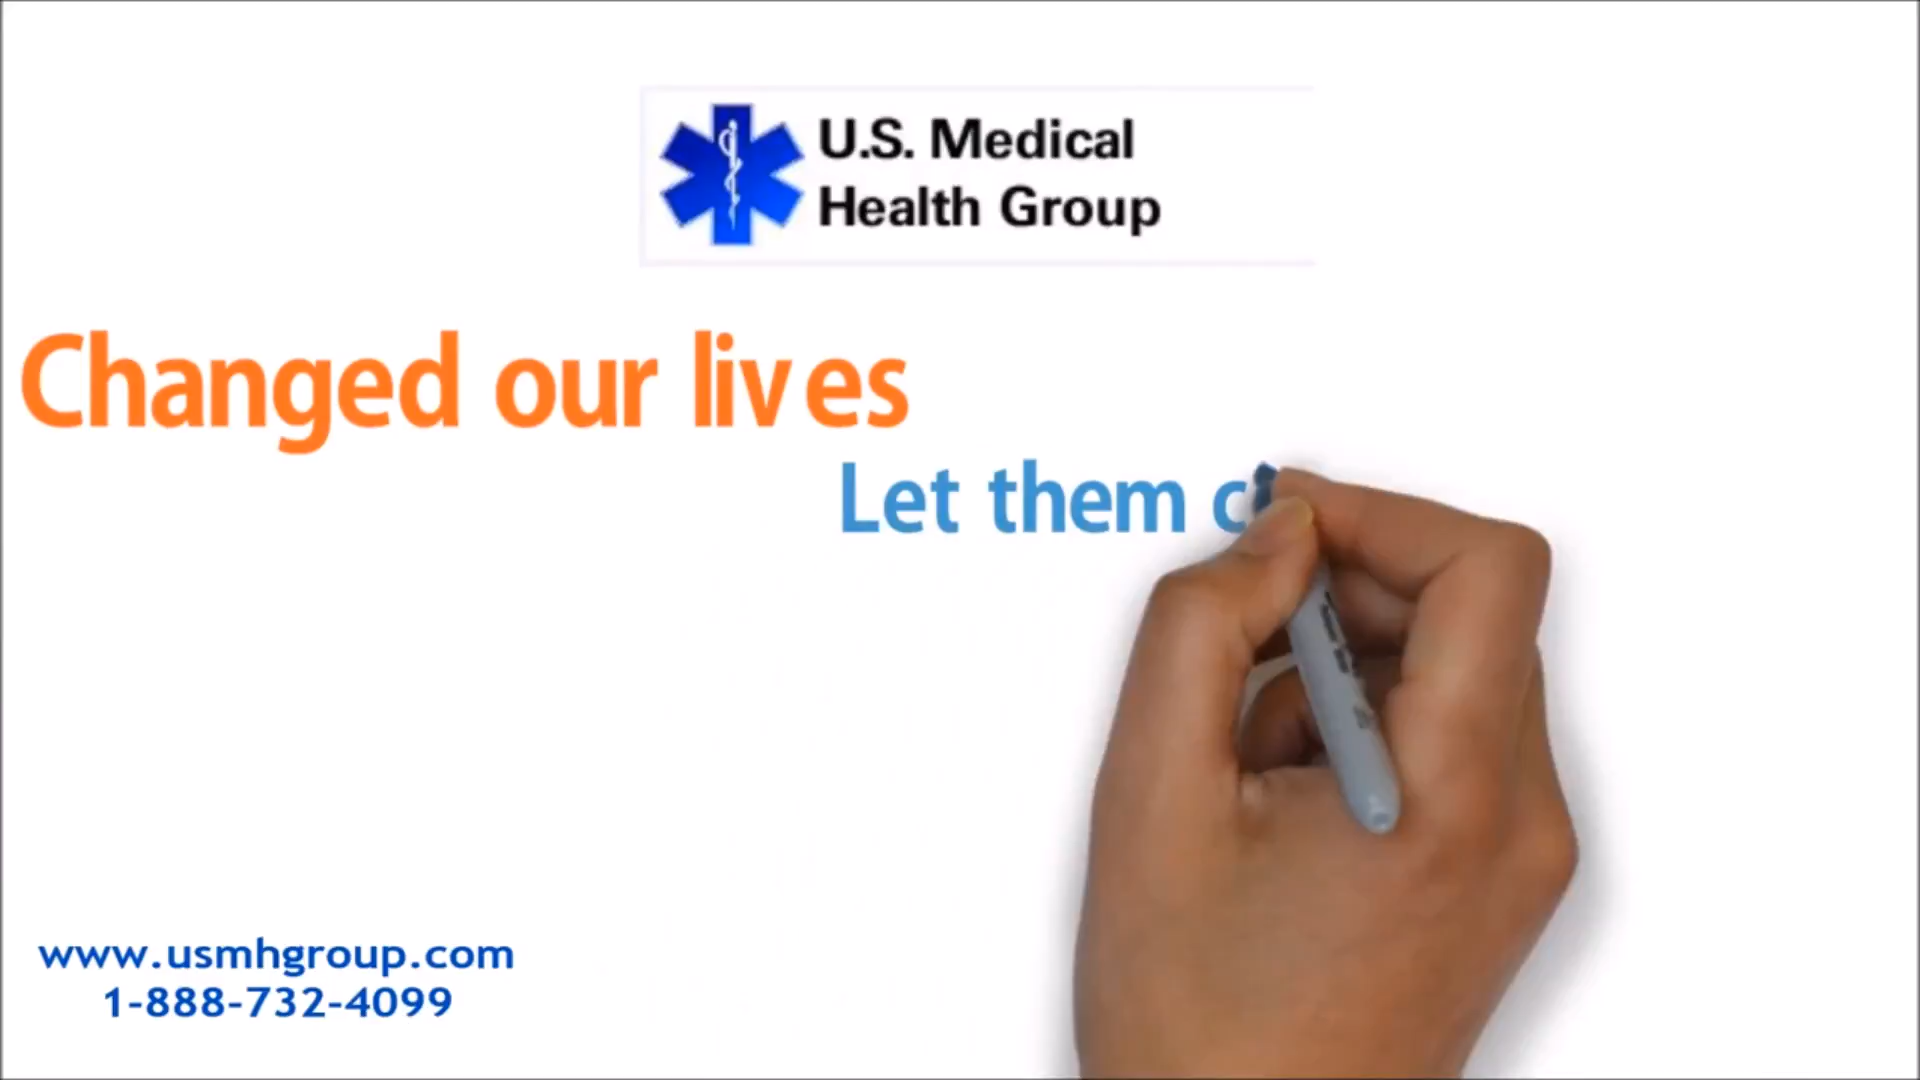 U.S. Medical
Health Group
Changed our lives
Let them
www.usmhgroup.com
1-888-732-4099